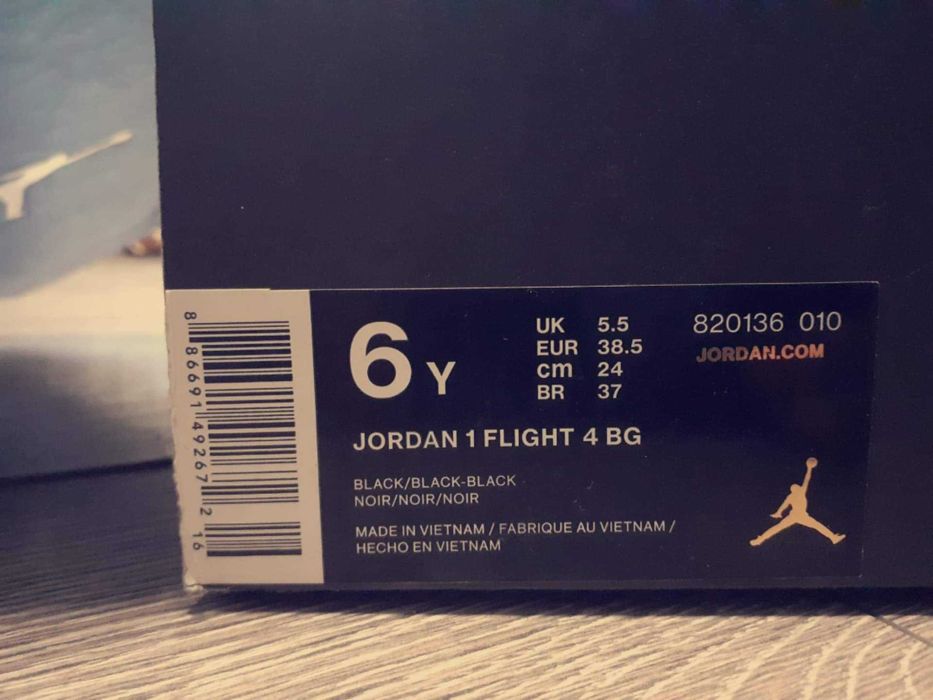 8 86691 49267 2 16
6 Y
UK 5.5
EUR 38.5
cm 24
BR 37
820136 010
JORDAN.COM
JORDAN 1 FLIGHT 4 BG
BLACK/BLACK-BLACK
NOIR/NOIR/NOIR
MADE IN VIETNAM / FABRIQUE AU VIETNAM /
HECHO EN VIETNAM